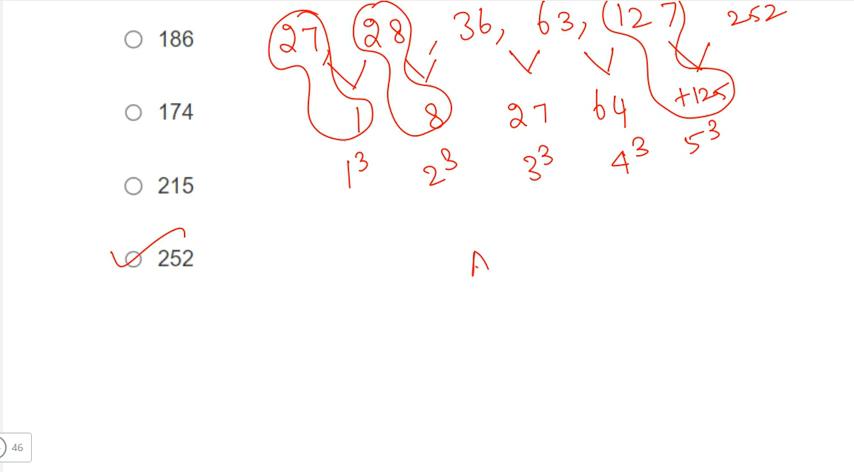 186
27, 28, 36, 63, (127) 252
174
1 8 27 64 +125
1³ 2³ 3³ 4³ 5³
215
252
A
46